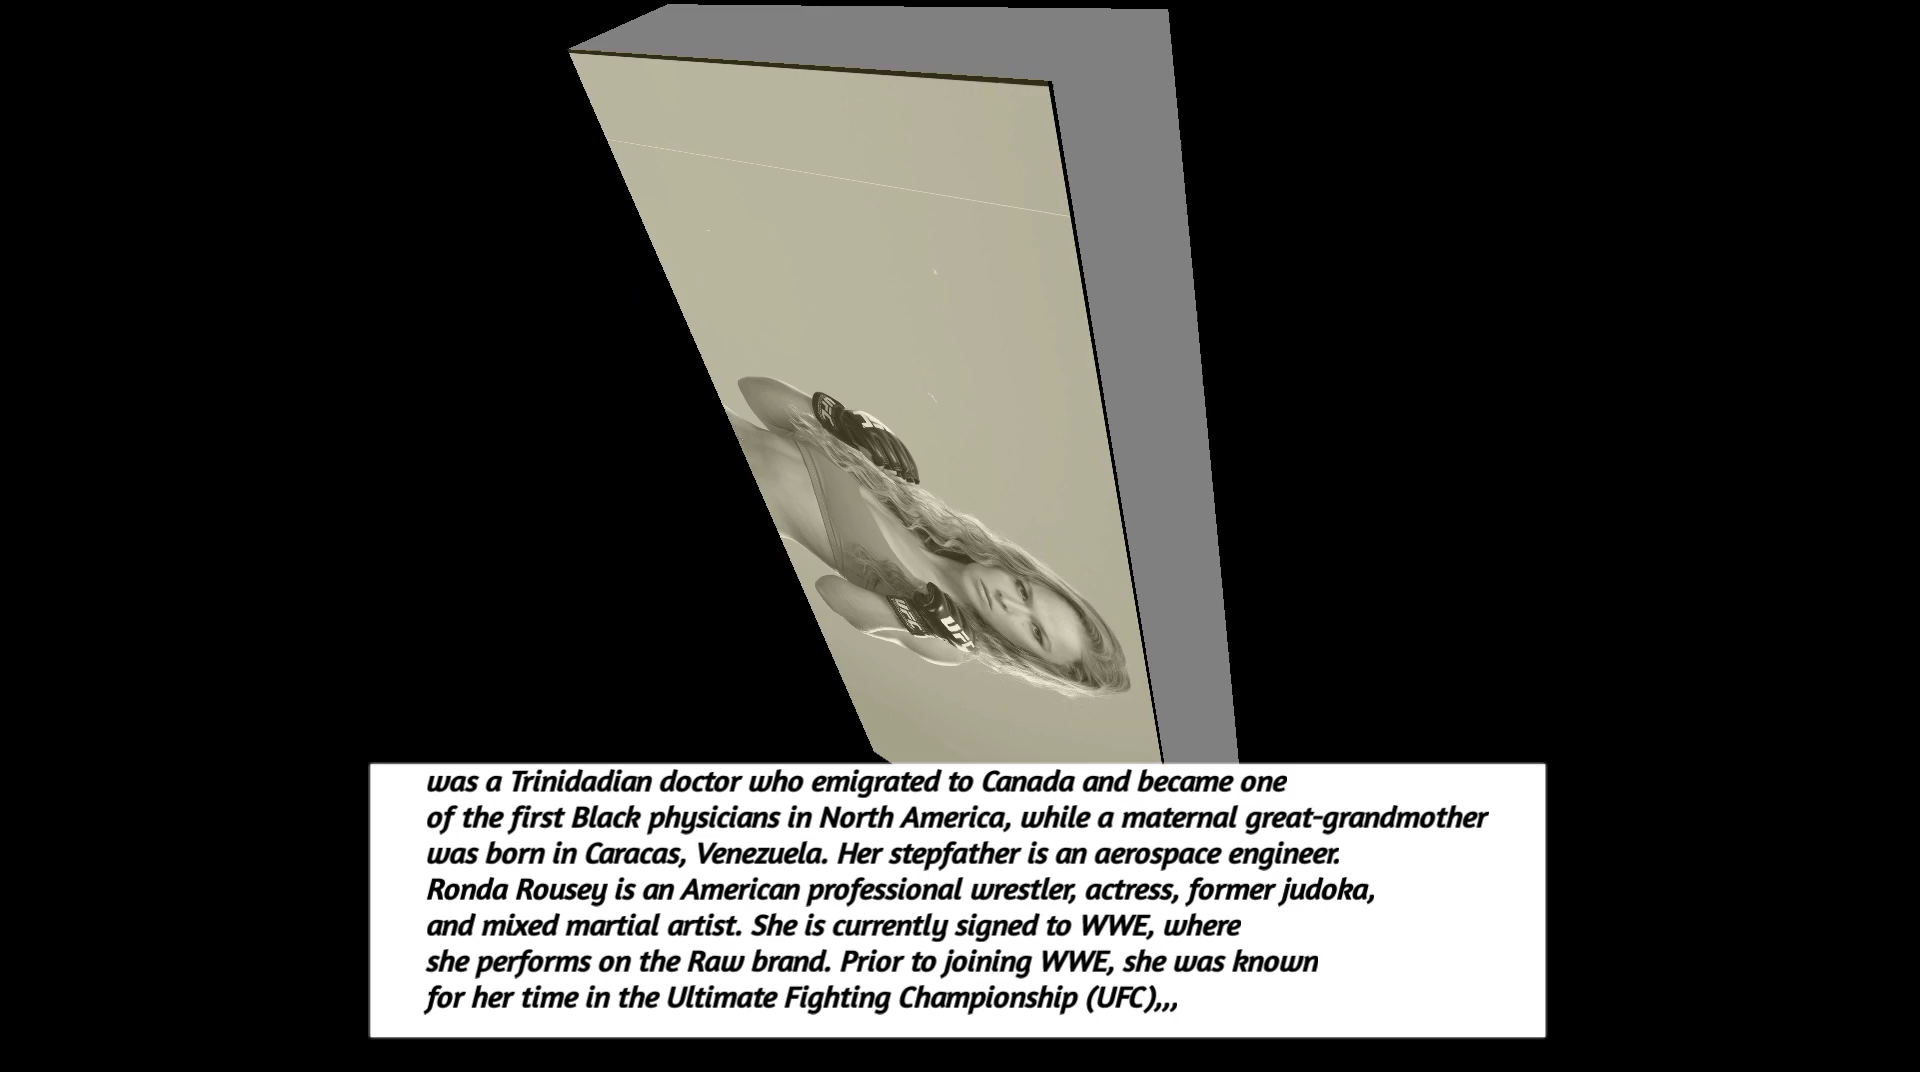 UFC
UFC
UFC
was a Trinidadian doctor who emigrated to Canada and became one
of the first Black physicians in North America, while a maternal great-grandmother
was born in Caracas, Venezuela. Her stepfather is an aerospace engineer.
Ronda Rousey is an American professional wrestler, actress, former judoka,
and mixed martial artist. She is currently signed to WWE, where
she performs on the Raw brand. Prior to joining WWE, she was known
for her time in the Ultimate Fighting Championship (UFC),,,